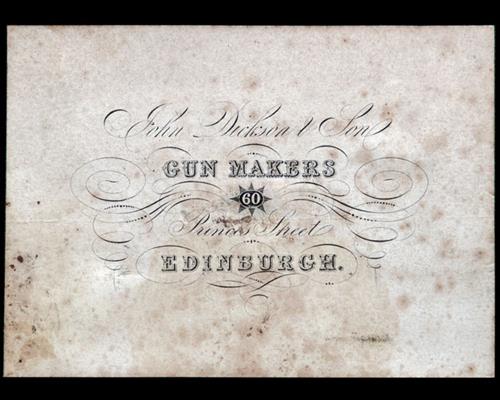 John Dickson & Son
GUN MAKERS
60
Princes Street
EDINBURGH.